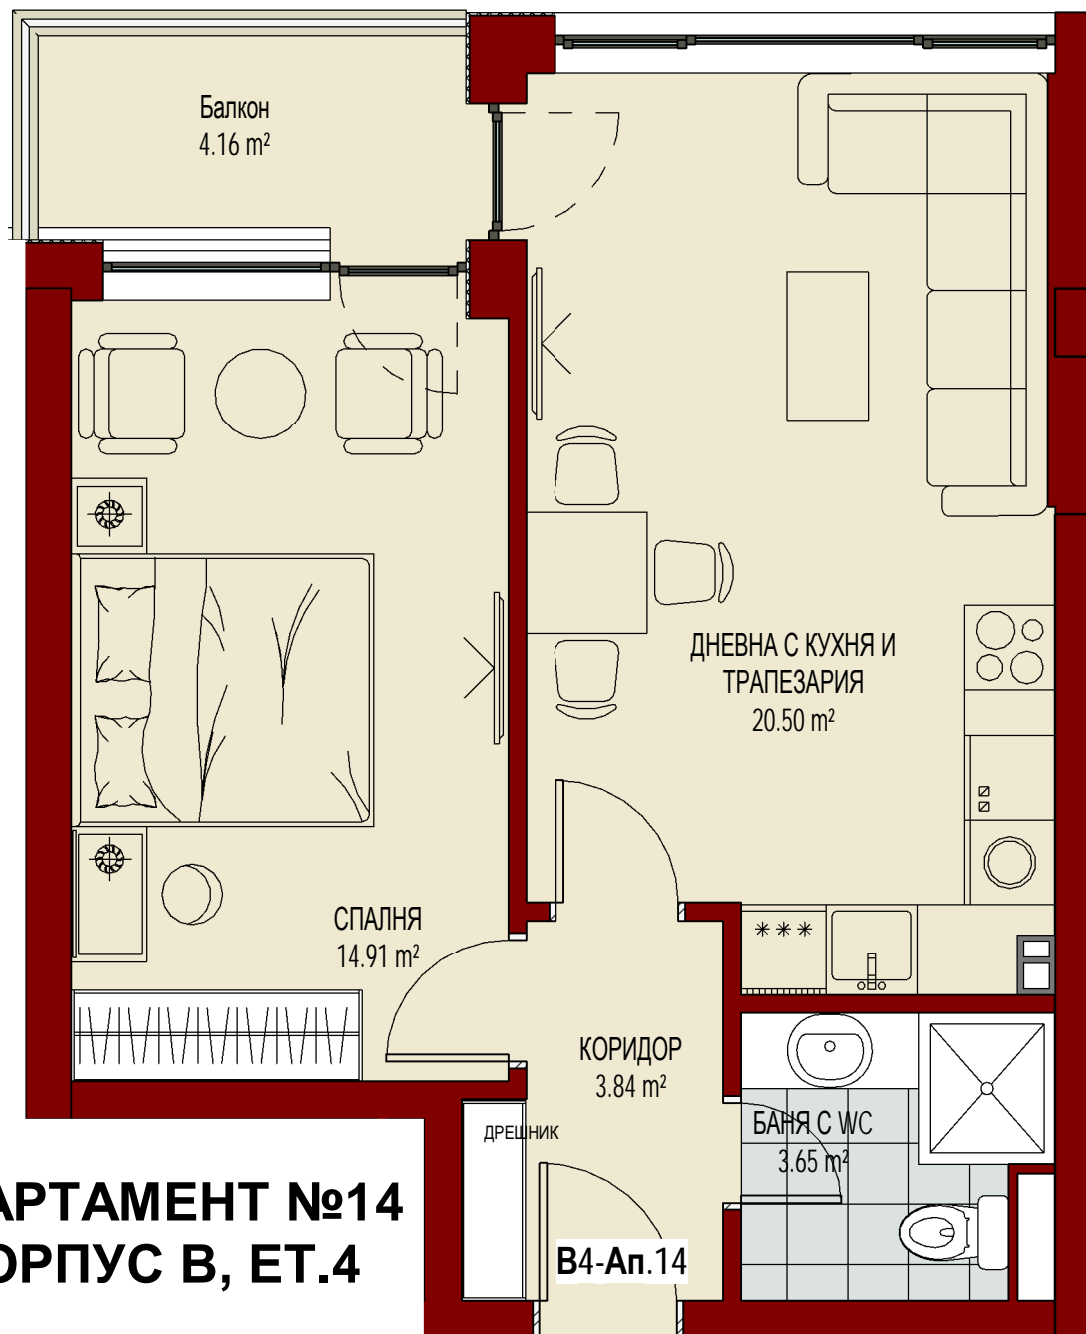 Балкон
4.16 m²
ДНЕВНА С КУХНЯ И
ТРАПЕЗАРИЯ
20.50 m²
СПАЛНЯ
14.91 m²
КОРИДОР
3.84 m²
ДРЕШНИК
БАНЯ С WC
3.65 m²
АРТАМЕНТ №14
ОРПУС В, ЕТ.4
В4-Ап.14